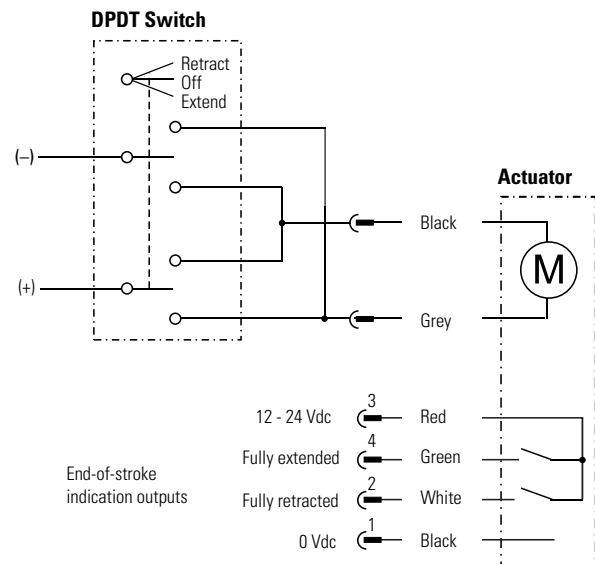 DPDT Switch
Retract
Off
Extend
(–)
(+)
Actuator
Black
M
Grey
12 - 24 Vdc 3 Red
Fully extended 4 Green
End-of-stroke
indication outputs
Fully retracted 2 White
0 Vdc 1 Black